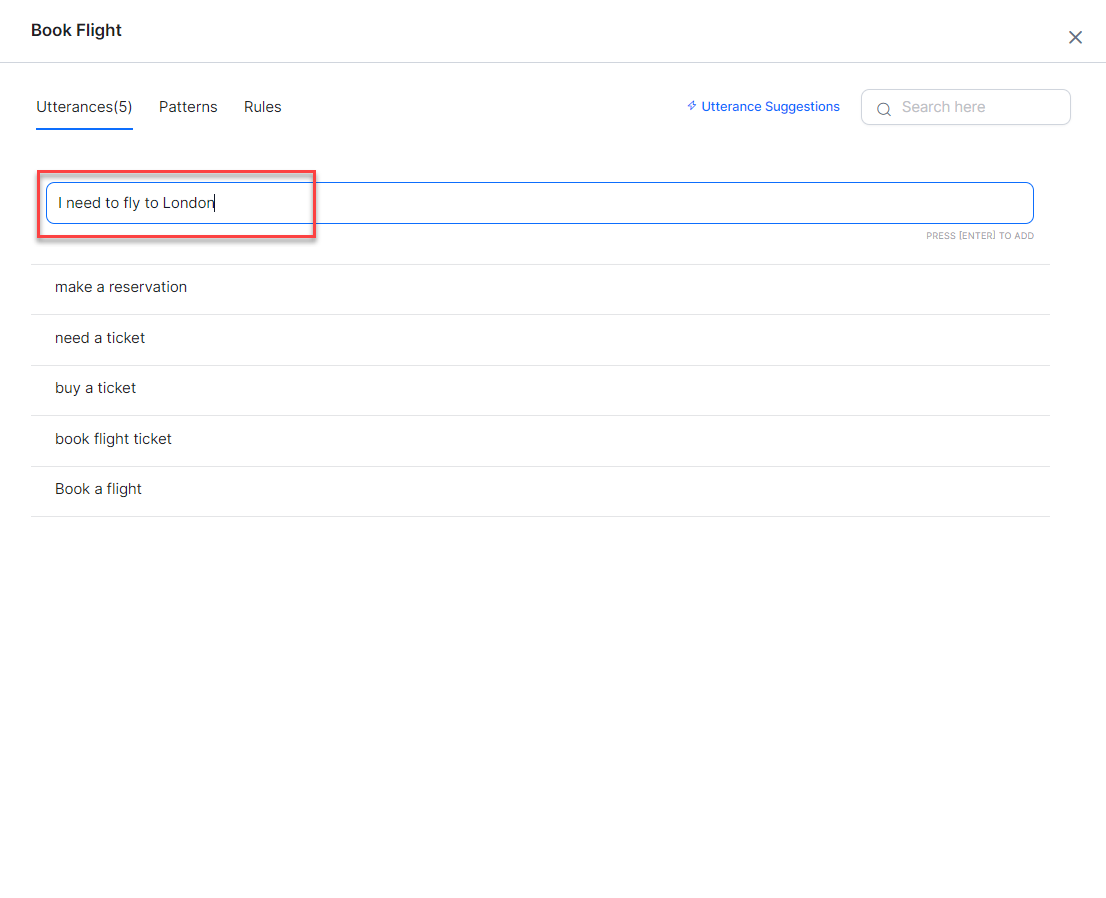 Book Flight
Utterances(5) Patterns Rules Utterance Suggestions Search here
I need to fly to London
PRESS [ENTER] TO ADD
make a reservation
need a ticket
buy a ticket
book flight ticket
Book a flight